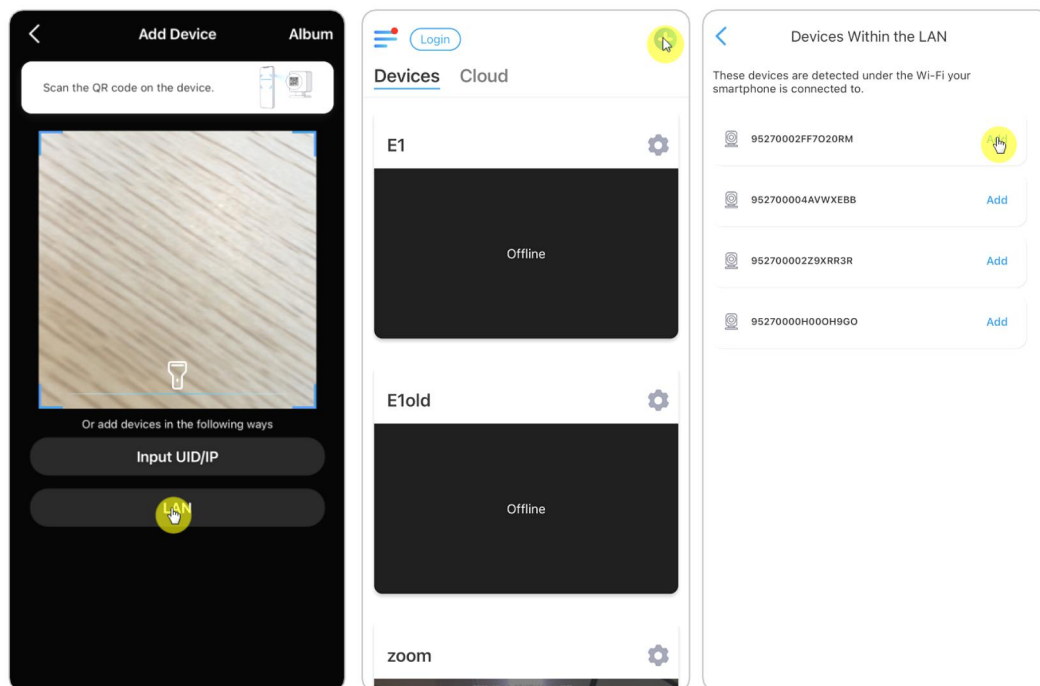 Add Device
Album
Scan the QR code on the device.
Or add devices in the following ways
Input UID/IP
LAN
Login
Devices
Cloud
E1
Offline
E1old
Offline
zoom
Devices Within the LAN
These devices are detected under the Wi-Fi your
smartphone is connected to.
95270002FF7O20RM
Add
952700004AVWXEBB
Add
952700002Z9XRR3R
Add
95270000H00OH9GO
Add